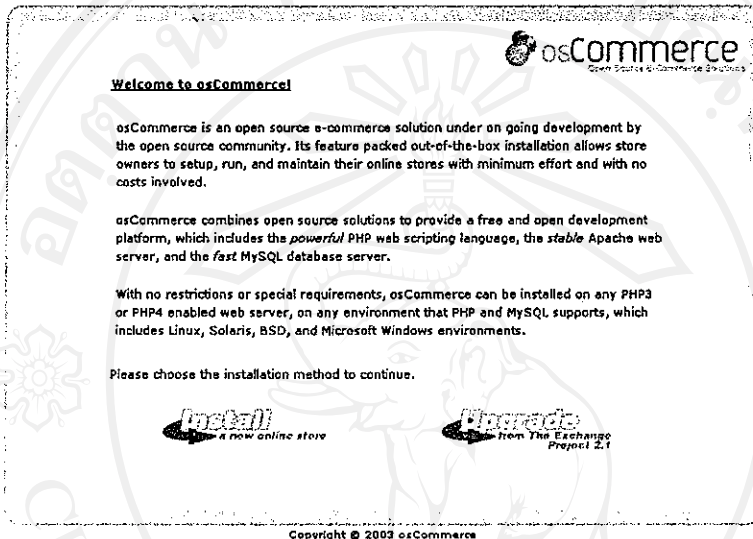 osCommerce
Open Source E-Commerce Solutions
Welcome to osCommerce!
osCommerce is an open source e-commerce solution under on going development by
the open source community. Its feature packed out-of-the-box installation allows store
owners to setup, run, and maintain their online stores with minimum effort and with no
costs involved.
osCommerce combines open source solutions to provide a free and open development
platform, which includes the powerful PHP web scripting language, the stable Apache web
server, and the fast MySQL database server.
With no restrictions or special requirements, osCommerce can be installed on any PHP3
or PHP4 enabled web server, on any environment that PHP and MySQL supports, which
includes Linux, Solaris, BSD, and Microsoft Windows environments.
Please choose the installation method to continue.
Install
a new online store
Upgrade
from The Exchange
Project 2.1
Copyright © 2003 osCommerce